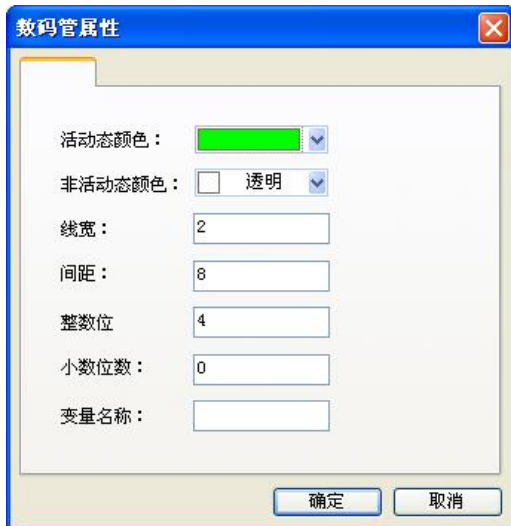 数码管属性
活动态颜色：
非活动态颜色： 透明
线宽： 2
间距： 8
整数位 4
小数位数： 0
变量名称：
确定 取消